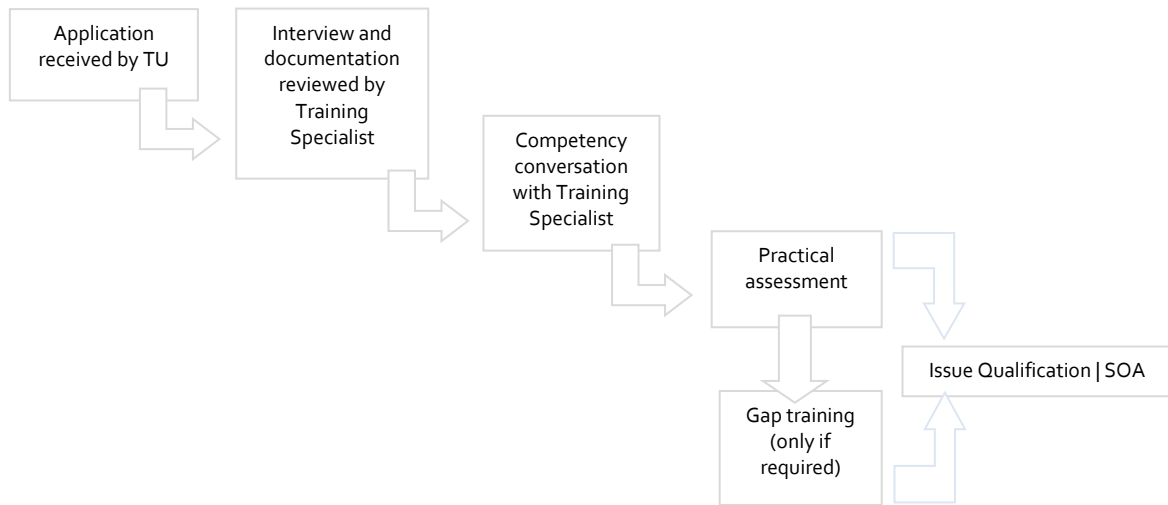 Application
received by TU
Interview and
documentation
reviewed by
Training
Specialist
Competency
conversation
with Training
Specialist
Practical
assessment
Issue Qualification | SOA
Gap training
(only if
required)